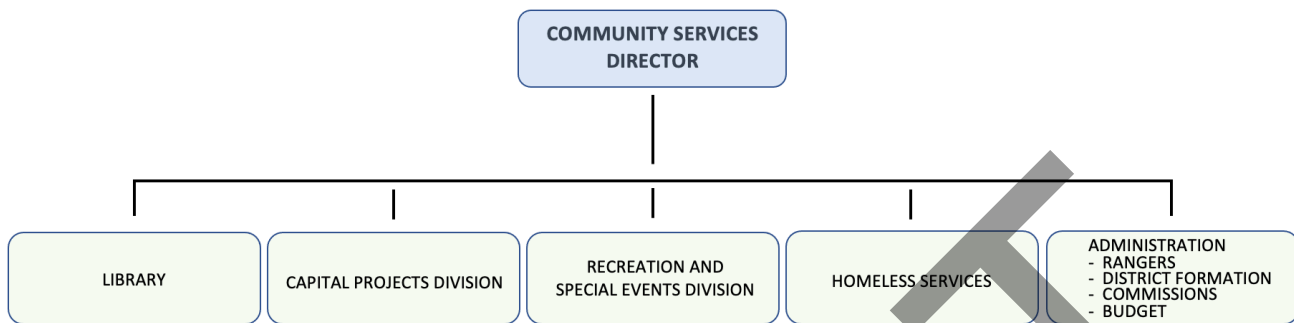 COMMUNITY SERVICES
DIRECTOR
LIBRARY
CAPITAL PROJECTS DIVISION
RECREATION AND
SPECIAL EVENTS DIVISION
HOMELESS SERVICES
ADMINISTRATION
- RANGERS
- DISTRICT FORMATION
- COMMISSIONS
- BUDGET